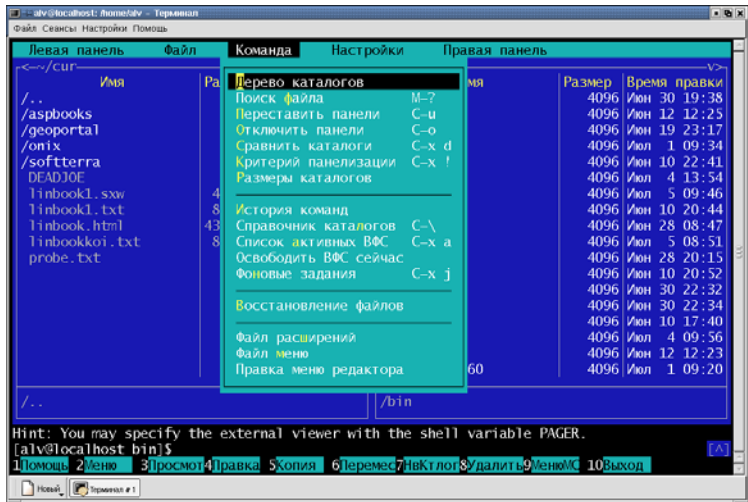 alv@localhost: /home/alv - Терминал
Файл Сеансы Настройки Помощь
Левая панель Файл Команда Настройки Правая панель
<-~/cur v>
Имя Ра мя Размер Время правки
/.. 4096 Июн 30 19:38
/aspbooks 4096 Июн 12 12:25
/geoportal 4096 Июн 19 23:17
/onix 4096 Июл 1 09:34
/softterra 4096 Июн 10 22:41
DEADJOE 4096 Июл 4 13:54
linbook1.sxw 4 4096 Июл 5 09:46
linbook1.txt 8 4096 Июн 10 20:44
linbook.html 43 4096 Июн 28 08:47
linbookkoi.txt 8 4096 Июл 5 08:51
probe.txt 4096 Июн 28 20:15
4096 Июн 10 20:52
4096 Июн 30 22:32
4096 Июн 30 22:34
4096 Июн 10 17:40
4096 Июл 4 09:56
4096 Июн 12 12:23
60 4096 Июл 1 09:20
Дерево каталогов
Поиск файла M-?
Переставить панели C-u
Отключить панели C-o
Сравнить каталоги C-x d
Критерий панелизации C-x !
Размеры каталогов
История команд
Справочник каталогов C-\
Список активных ВФС C-x a
Освободить ВФС сейчас
Фоновые задания C-x j
Восстановление файлов
Файл расширений
Файл меню
Правка меню редактора
/.. /bin
Hint: You may specify the external viewer with the shell variable PAGER.
[alv@localhost bin]$ [^]
1Помощь 2Меню 3Просмот4Правка 5Копия 6Перемес7НвКтлог8Удалить9МенюМС 10Выход
Новый Терминал # 1